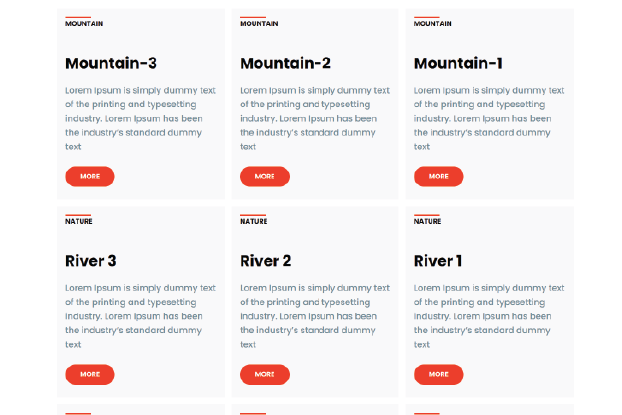 MOUNTAIN
Mountain-3
Lorem Ipsum is simply dummy text
of the printing and typesetting
industry. Lorem Ipsum has been
the industry's standard dummy
text
MORE
MOUNTAIN
Mountain-2
Lorem Ipsum is simply dummy text
of the printing and typesetting
industry. Lorem Ipsum has been
the industry's standard dummy
text
MORE
MOUNTAIN
Mountain-1
Lorem Ipsum is simply dummy text
of the printing and typesetting
industry. Lorem Ipsum has been
the industry's standard dummy
text
MORE
NATURE
River 3
Lorem Ipsum is simply dummy text
of the printing and typesetting
industry. Lorem Ipsum has been
the industry's standard dummy
text
MORE
NATURE
River 2
Lorem Ipsum is simply dummy text
of the printing and typesetting
industry. Lorem Ipsum has been
the industry's standard dummy
text
MORE
NATURE
River 1
Lorem Ipsum is simply dummy text
of the printing and typesetting
industry. Lorem Ipsum has been
the industry's standard dummy
text
MORE